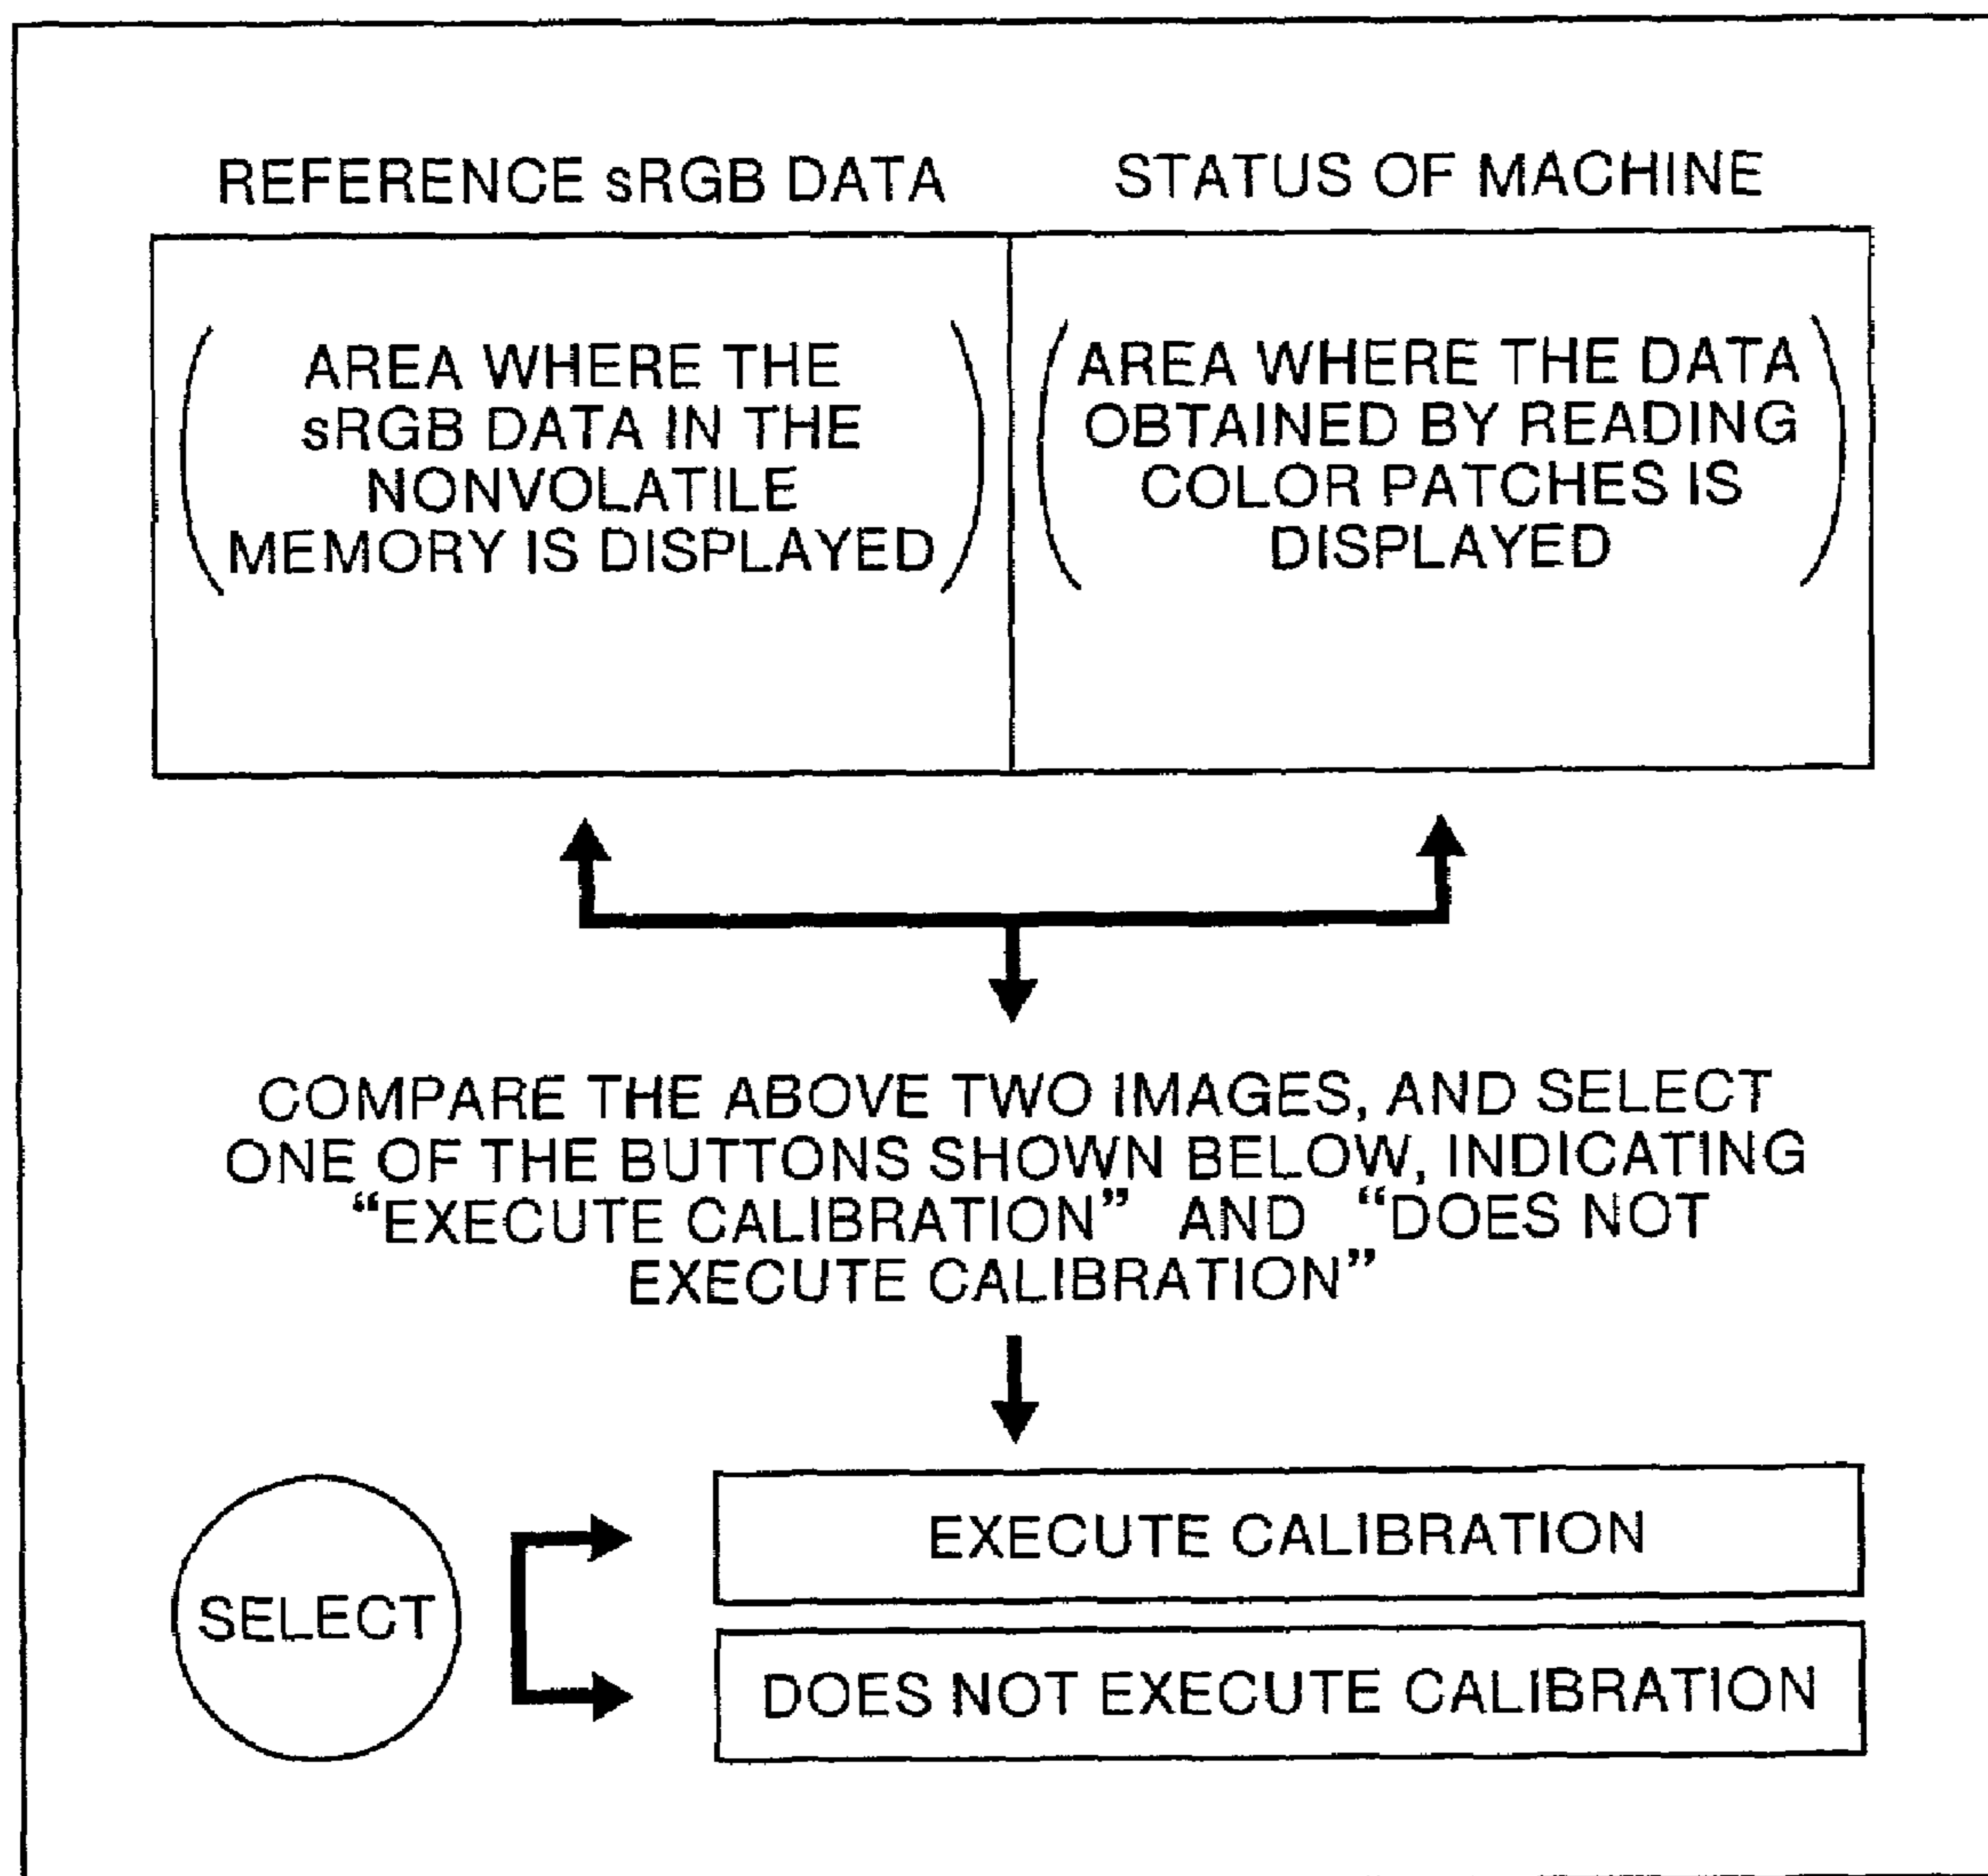 REFERENCE sRGB DATA
STATUS OF MACHINE
AREA WHERE THE
sRGB DATA IN THE
NONVOLATILE
MEMORY IS DISPLAYED
AREA WHERE THE DATA
OBTAINED BY READING
COLOR PATCHES IS
DISPLAYED
COMPARE THE ABOVE TWO IMAGES, AND SELECT
ONE OF THE BUTTONS SHOWN BELOW, INDICATING
“EXECUTE CALIBRATION” AND “DOES NOT
EXECUTE CALIBRATION”
SELECT
EXECUTE CALIBRATION
DOES NOT EXECUTE CALIBRATION